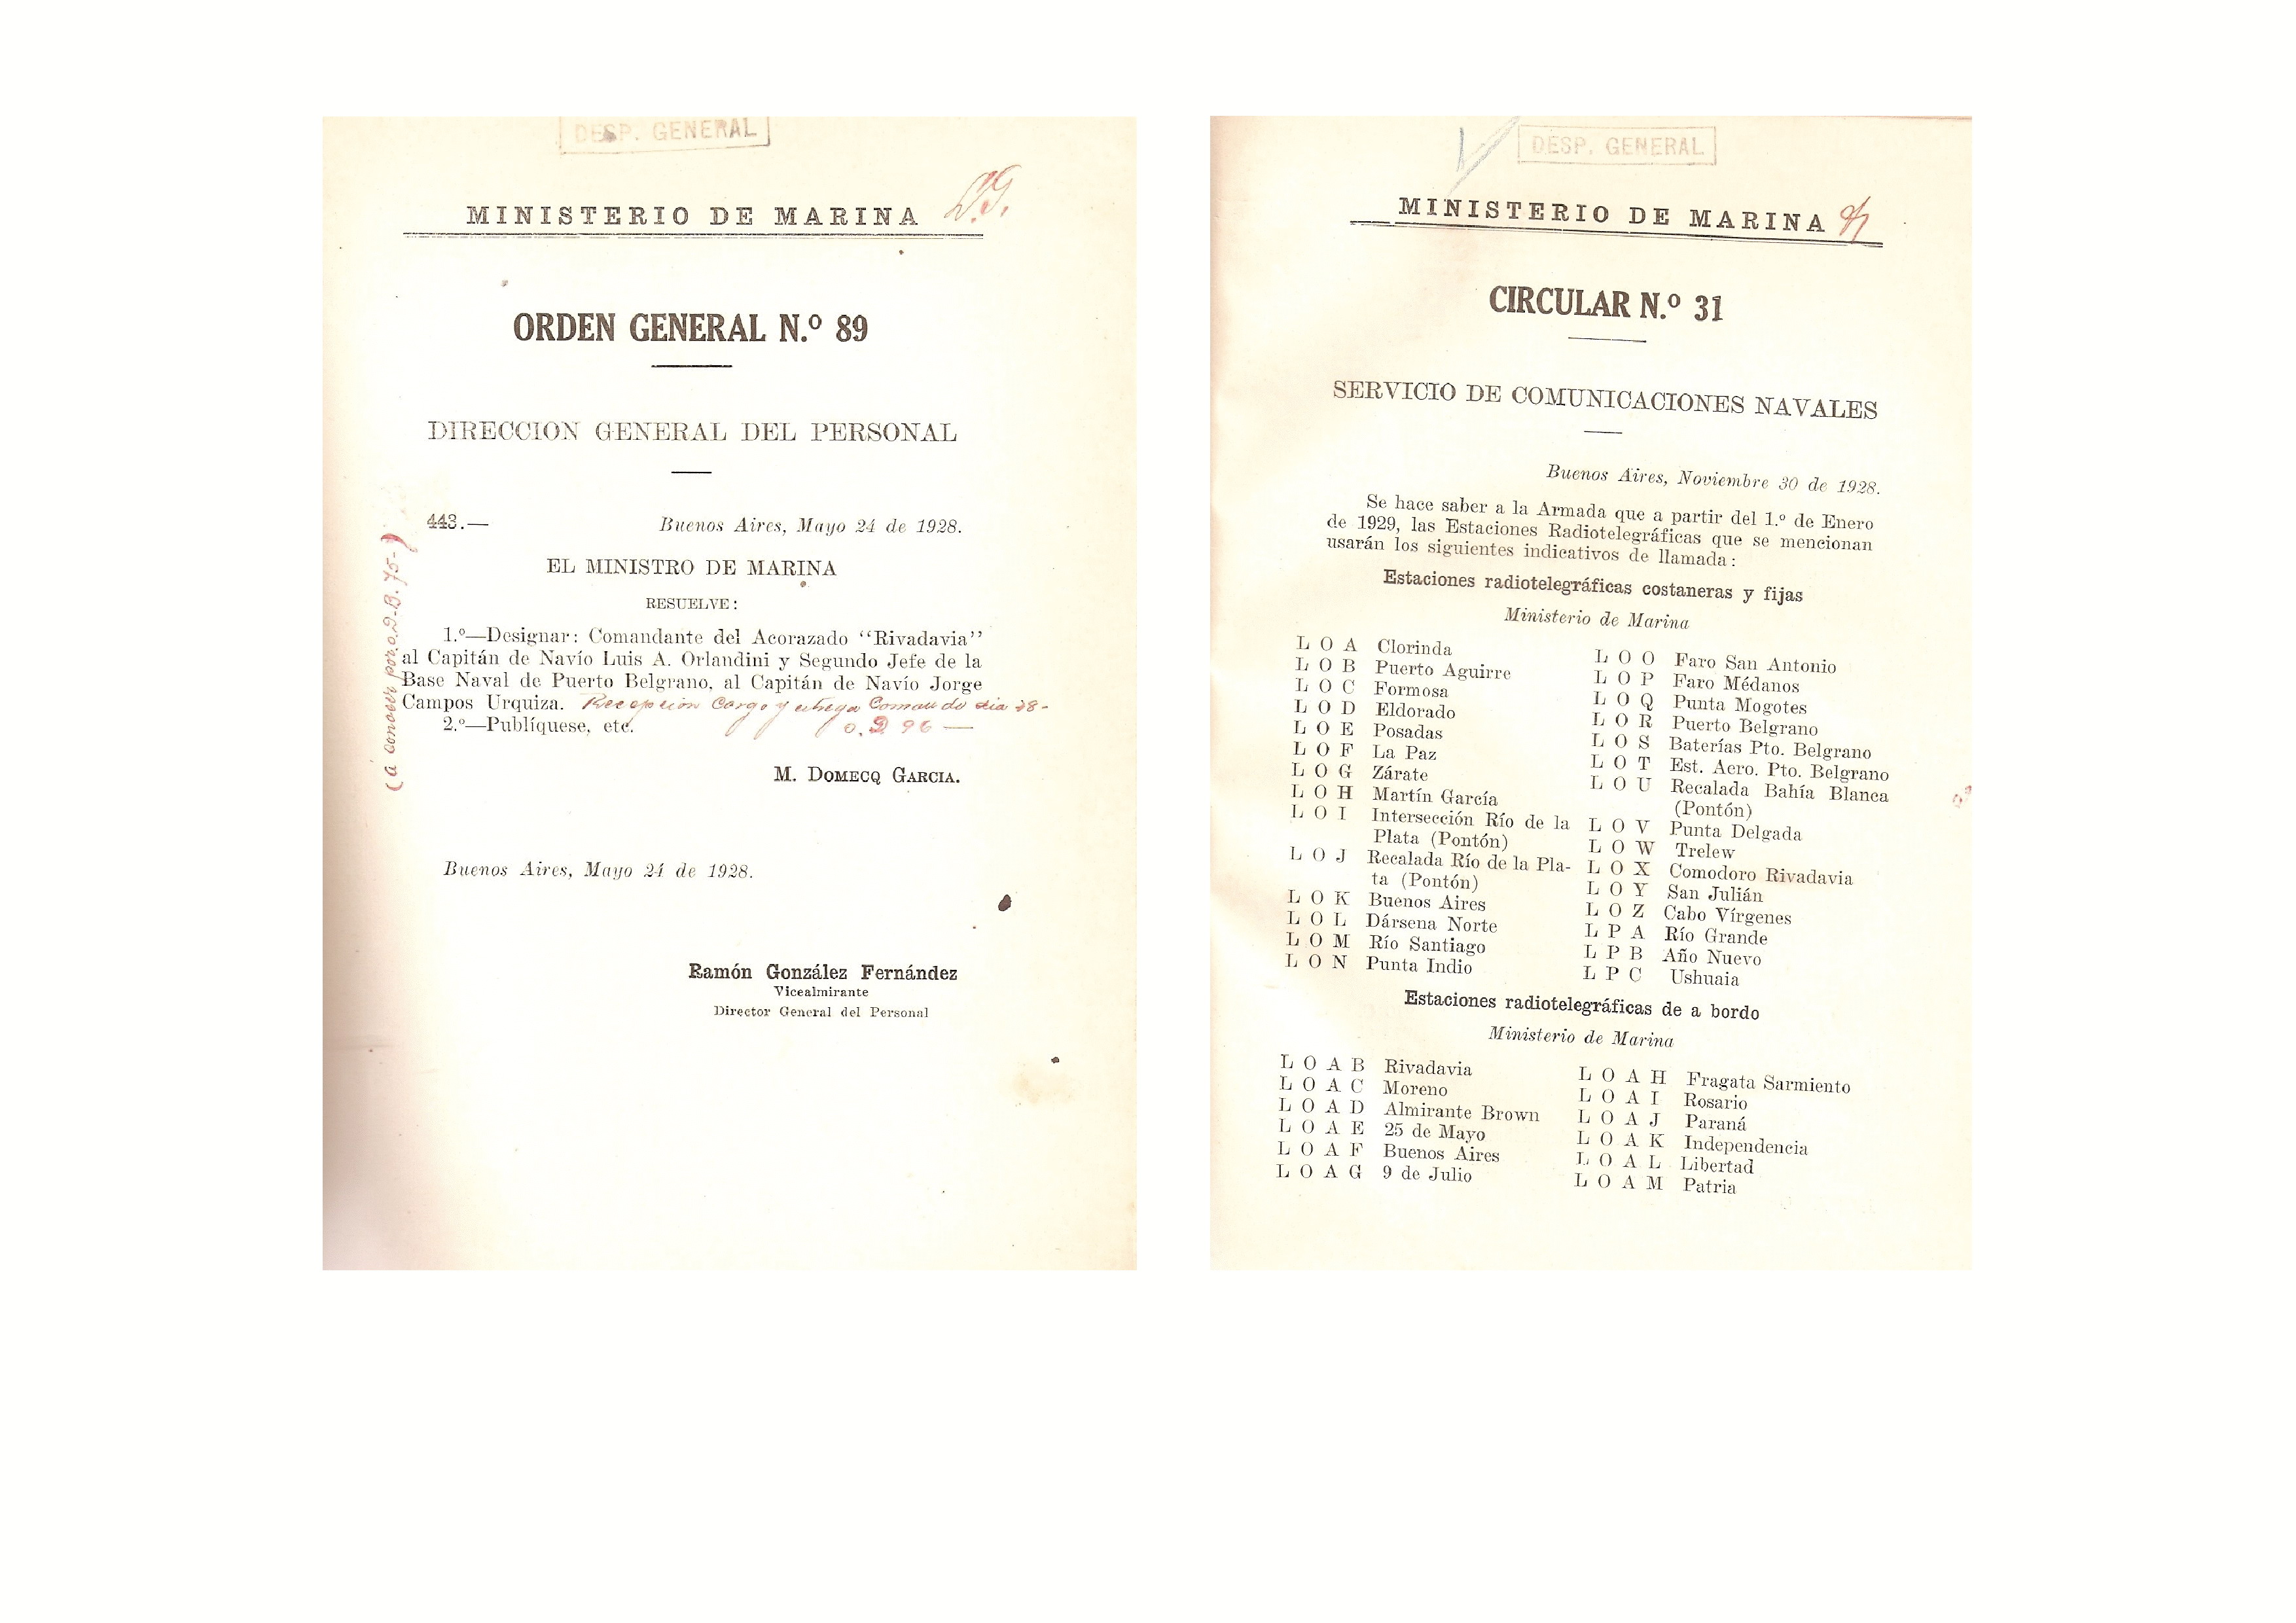 DESP. GENERAL
MINISTERIO DE MARINA
ORDEN GENERAL N.º 89
DIRECCION GENERAL DEL PERSONAL
443.— Buenos Aires, Mayo 24 de 1928.
EL MINISTRO DE MARINA
RESUELVE:
1.º—Designar: Comandante del Acorazado ‘‘Rivadavia’’
al Capitán de Navío Luis A. Orlandini y Segundo Jefe de la
Base Naval de Puerto Belgrano, al Capitán de Navío Jorge
Campos Urquiza. Recepción Cargo y entrega Comando dia 28-
2.º—Publíquese, etc. O. D 96 —
(a conocer por O.D.B. 75-)
M. DOMECQ GARCIA.
Buenos Aires, Mayo 24 de 1928.
Ramón González Fernández
Vicealmirante
Director General del Personal
DESP. GENERAL
MINISTERIO DE MARINA
CIRCULAR N.º 31
SERVICIO DE COMUNICACIONES NAVALES
Buenos Aires, Noviembre 30 de 1928.
Se hace saber a la Armada que a partir del 1.º de Enero
de 1929, las Estaciones Radiotelegráficas que se mencionan
usarán los siguientes indicativos de llamada:
Estaciones radiotelegráficas costaneras y fijas
Ministerio de Marina
L O A Clorinda
L O B Puerto Aguirre
L O C Formosa
L O D Eldorado
L O E Posadas
L O F La Paz
L O G Zárate
L O H Martín García
L O I Intersección Río de la
Plata (Pontón)
L O J Recalada Río de la Pla-
ta (Pontón)
L O K Buenos Aires
L O L Dársena Norte
L O M Río Santiago
L O N Punta Indio
L O O Faro San Antonio
L O P Faro Médanos
L O Q Punta Mogotes
L O R Puerto Belgrano
L O S Baterías Pto. Belgrano
L O T Est. Aero. Pto. Belgrano
L O U Recalada Bahía Blanca
(Pontón)
L O V Punta Delgada
L O W Trelew
L O X Comodoro Rivadavia
L O Y San Julián
L O Z Cabo Vírgenes
L P A Río Grande
L P B Año Nuevo
L P C Ushuaia
Estaciones radiotelegráficas de a bordo
Ministerio de Marina
L O A B Rivadavia
L O A C Moreno
L O A D Almirante Brown
L O A E 25 de Mayo
L O A F Buenos Aires
L O A G 9 de Julio
L O A H Fragata Sarmiento
L O A I Rosario
L O A J Paraná
L O A K Independencia
L O A L Libertad
L O A M Patria